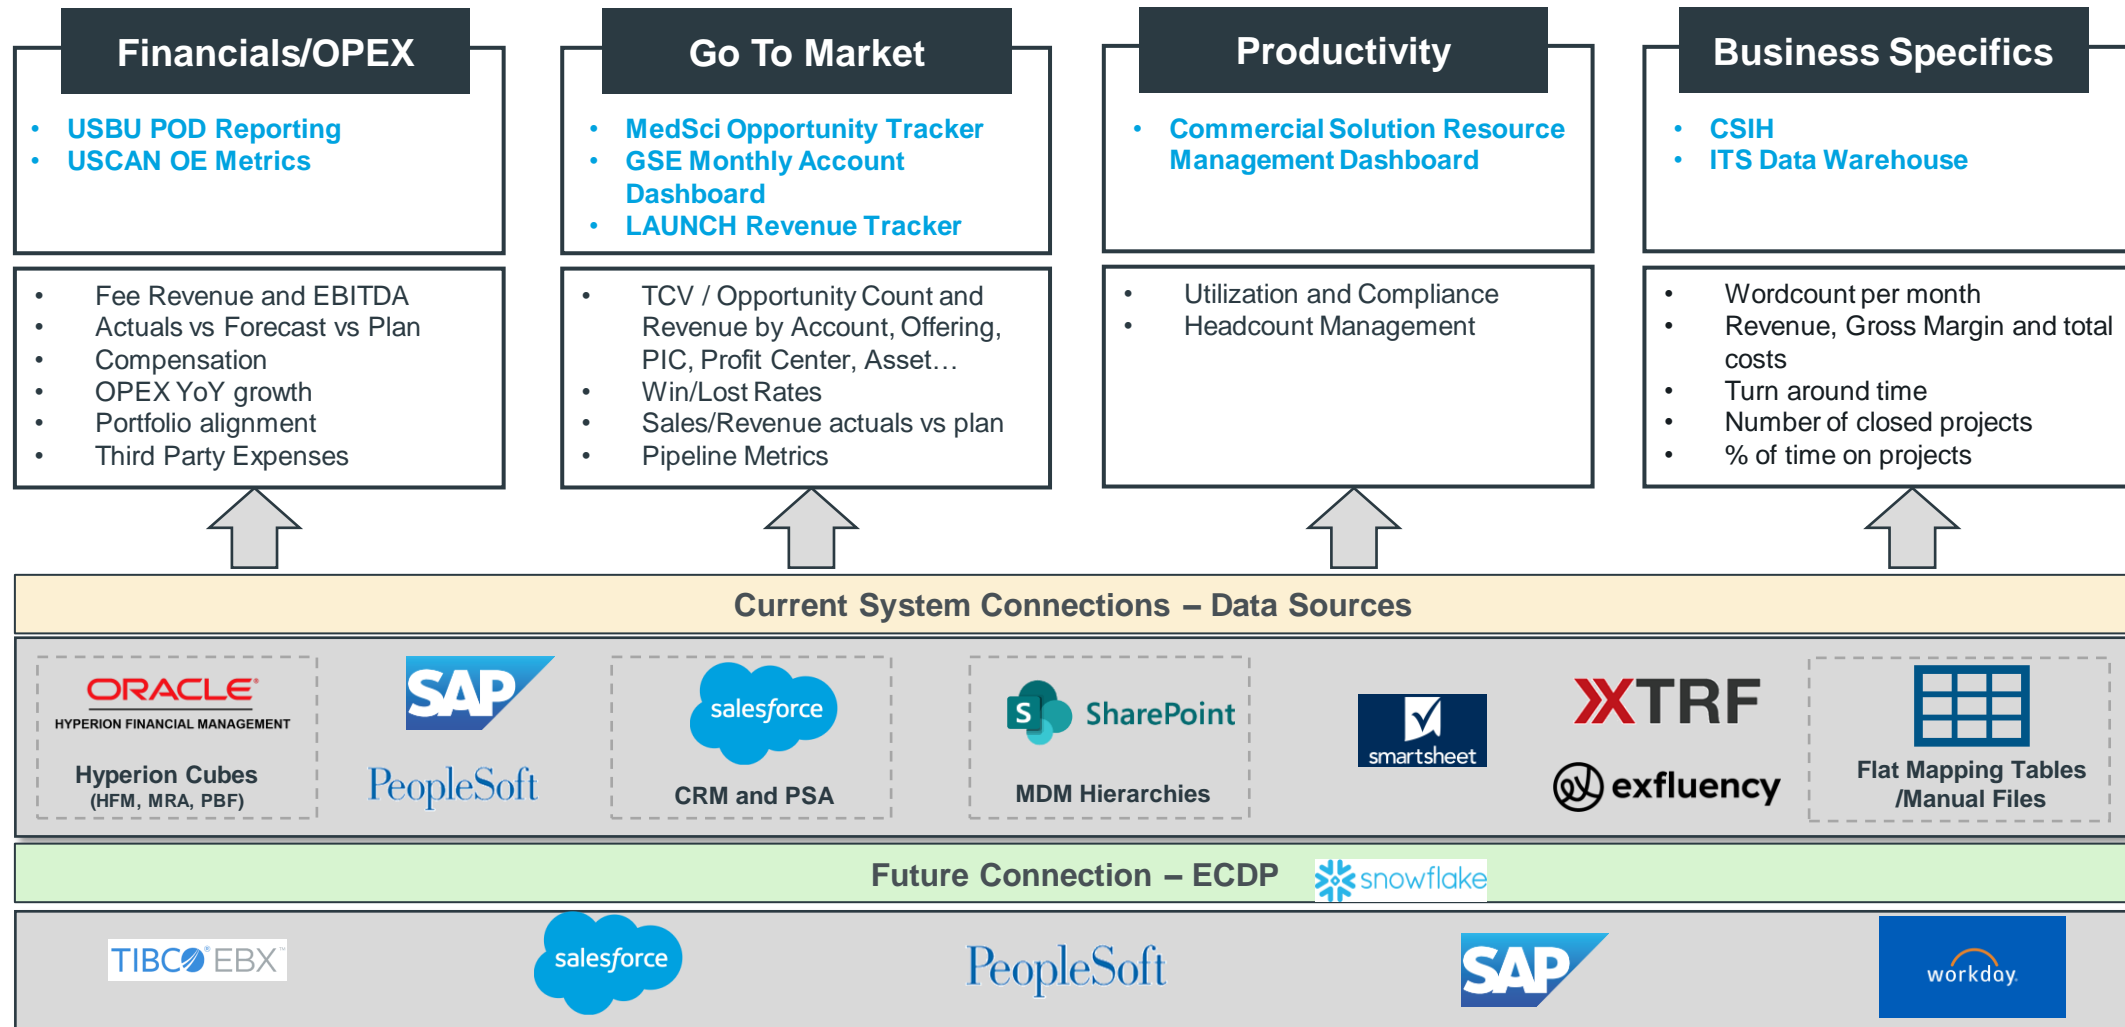 Financials/OPEX
• USBU POD Reporting
• USCAN OE Metrics
• Fee Revenue and EBITDA
• Actuals vs Forecast vs Plan
• Compensation
• OPEX YoY growth
• Portfolio alignment
• Third Party Expenses
Go To Market
• MedSci Opportunity Tracker
• GSE Monthly Account
Dashboard
• LAUNCH Revenue Tracker
• TCV / Opportunity Count and
Revenue by Account, Offering,
PIC, Profit Center, Asset…
• Win/Lost Rates
• Sales/Revenue actuals vs plan
• Pipeline Metrics
Productivity
• Commercial Solution Resource
Management Dashboard
• Utilization and Compliance
• Headcount Management
Business Specifics
• CSIH
• ITS Data Warehouse
• Wordcount per month
• Revenue, Gross Margin and total
costs
• Turn around time
• Number of closed projects
• % of time on projects
Current System Connections – Data Sources
ORACLE®
HYPERION FINANCIAL MANAGEMENT
Hyperion Cubes
(HFM, MRA, PBF)
SAP
PeopleSoft
salesforce
CRM and PSA
S SharePoint
MDM Hierarchies
smartsheet
XTRF
exfluency
Flat Mapping Tables
/Manual Files
Future Connection – ECDP snowflake
TIBCO® EBX™
salesforce
PeopleSoft
SAP
workday.